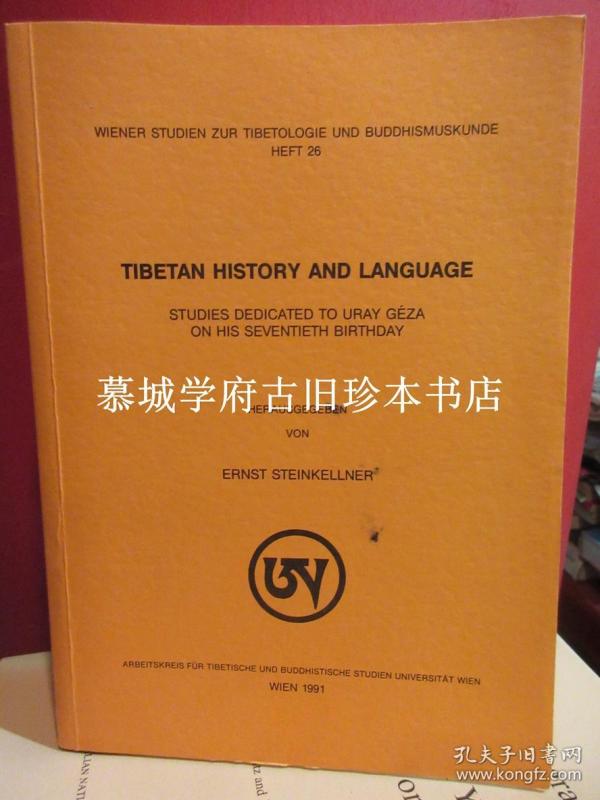 WIENER STUDIEN ZUR TIBETOLOGIE UND BUDDHISMUSKUNDE
HEFT 26
TIBETAN HISTORY AND LANGUAGE
STUDIES DEDICATED TO URAY GÉZA
ON HIS SEVENTIETH BIRTHDAY
慕城学府古旧珍本书店
HERAUSGEGEBEN
VON
ERNST STEINKELLNER
ཨ
ARBEITSKREIS FÜR TIBETISCHE UND BUDDHISTISCHE STUDIEN UNIVERSITÄT WIEN
WIEN 1991
孔夫子旧书网
www.kongfz.com